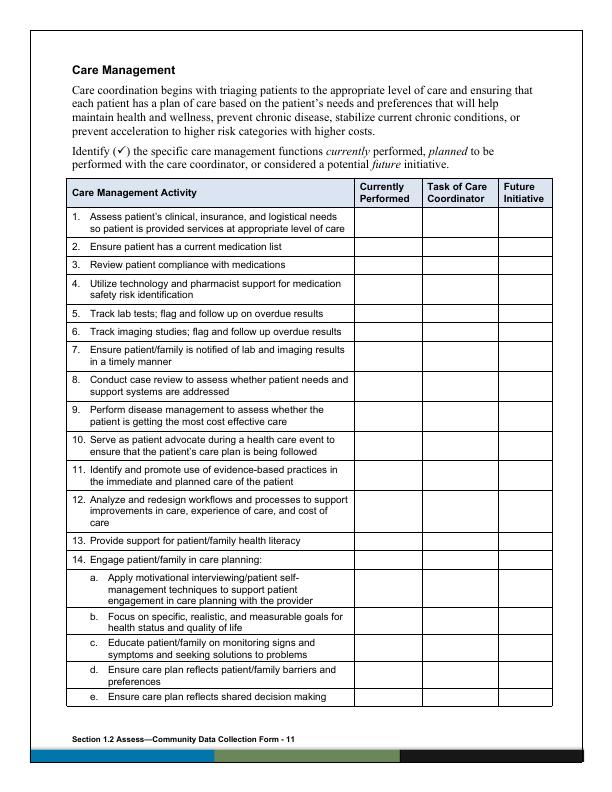 Care Management
Care coordination begins with triaging patients to the appropriate level of care and ensuring that
each patient has a plan of care based on the patient's needs and preferences that will help
maintain health and wellness, prevent chronic disease, stabilize current chronic conditions, or
prevent acceleration to higher risk categories with higher costs.
Identify (✓) the specific care management functions currently performed, planned to be
performed with the care coordinator, or considered a potential future initiative.
Care Management Activity
Currently
Performed
Task of Care
Coordinator
Future
Initiative
1. Assess patient's clinical, insurance, and logistical needs
so patient is provided services at appropriate level of care
2. Ensure patient has a current medication list
3. Review patient compliance with medications
4. Utilize technology and pharmacist support for medication
safety risk identification
5. Track lab tests; flag and follow up on overdue results
6. Track imaging studies; flag and follow up overdue results
7. Ensure patient/family is notified of lab and imaging results
in a timely manner
8. Conduct case review to assess whether patient needs and
support systems are addressed
9. Perform disease management to assess whether the
patient is getting the most cost effective care
10. Serve as patient advocate during a health care event to
ensure that the patient's care plan is being followed
11. Identify and promote use of evidence-based practices in
the immediate and planned care of the patient
12. Analyze and redesign workflows and processes to support
improvements in care, experience of care, and cost of
care
13. Provide support for patient/family health literacy
14. Engage patient/family in care planning:
a. Apply motivational interviewing/patient self-
management techniques to support patient
engagement in care planning with the provider
b. Focus on specific, realistic, and measurable goals for
health status and quality of life
c. Educate patient/family on monitoring signs and
symptoms and seeking solutions to problems
d. Ensure care plan reflects patient/family barriers and
preferences
e. Ensure care plan reflects shared decision making
Section 1.2 Assess—Community Data Collection Form - 11